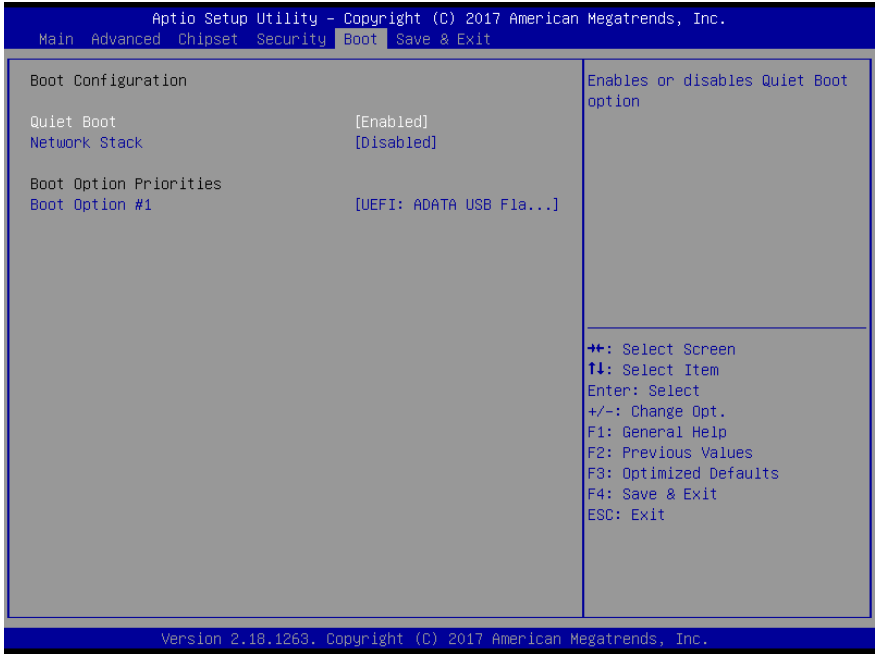 Aptio Setup Utility – Copyright (C) 2017 American Megatrends, Inc.
Main Advanced Chipset Security Boot Save & Exit
Boot Configuration
Quiet Boot [Enabled]
Network Stack [Disabled]
Boot Option Priorities
Boot Option #1 [UEFI: ADATA USB Fla...]
Enables or disables Quiet Boot
option
→←: Select Screen
↑↓: Select Item
Enter: Select
+/-: Change Opt.
F1: General Help
F2: Previous Values
F3: Optimized Defaults
F4: Save & Exit
ESC: Exit
Version 2.18.1263. Copyright (C) 2017 American Megatrends, Inc.